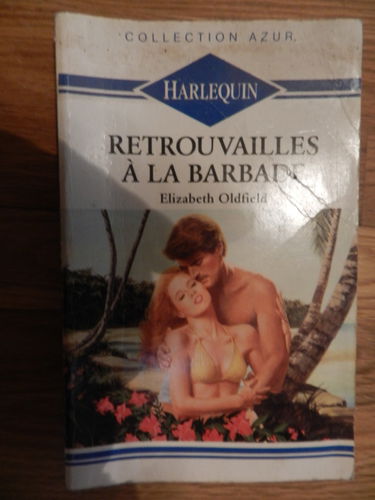 COLLECTION AZUR
HARLEQUIN
RETROUVAILLES
À LA BARBADE
Elizabeth Oldfield